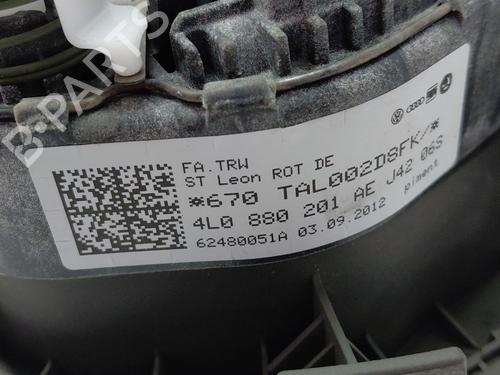 B-PARTS
FA.TRW
ST Leon ROT DE
*670 TAL002D8FK/*
4L0 880 201 AE J42 06S
62480051A 03.09.2012 piment